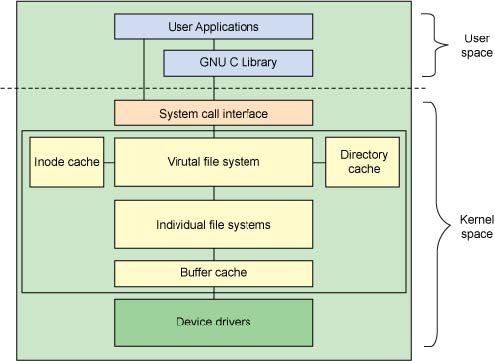 User Applications
User
space
GNU C Library
System call interface
Inode cache
Virutal file system
Directory
cache
Individual file systems
Kernel
space
Buffer cache
Device drivers